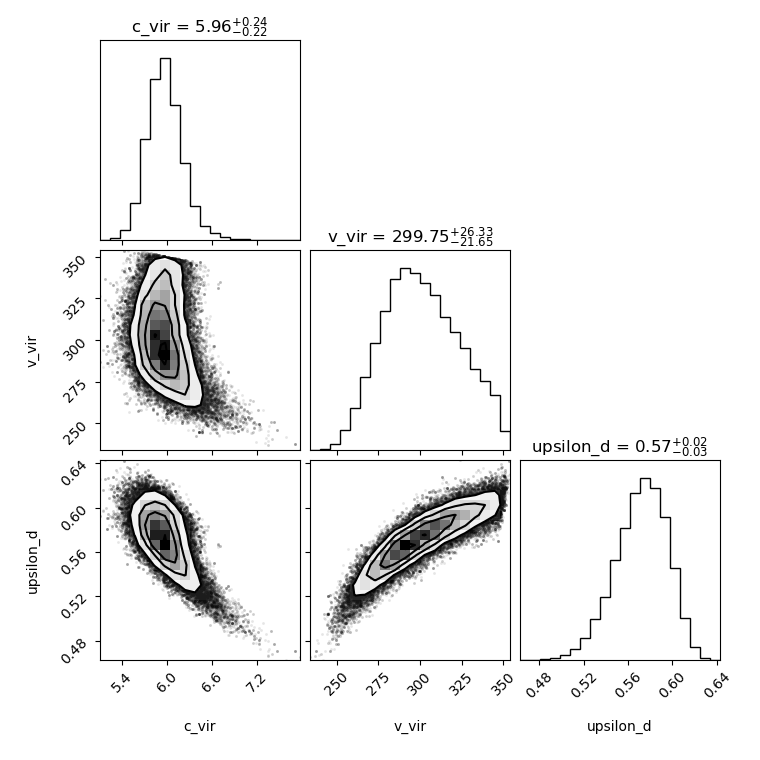 c_vir = 5.96^{+0.24}_{-0.22}
v_vir = 299.75^{+26.33}_{-21.65}
350
325
300
275
250
v_vir
upsilon_d = 0.57^{+0.02}_{-0.03}
0.64
0.60
0.56
0.52
0.48
upsilon_d
5.4 6.0 6.6 7.2
250 275 300 325 350
0.48 0.52 0.56 0.60 0.64
c_vir v_vir upsilon_d